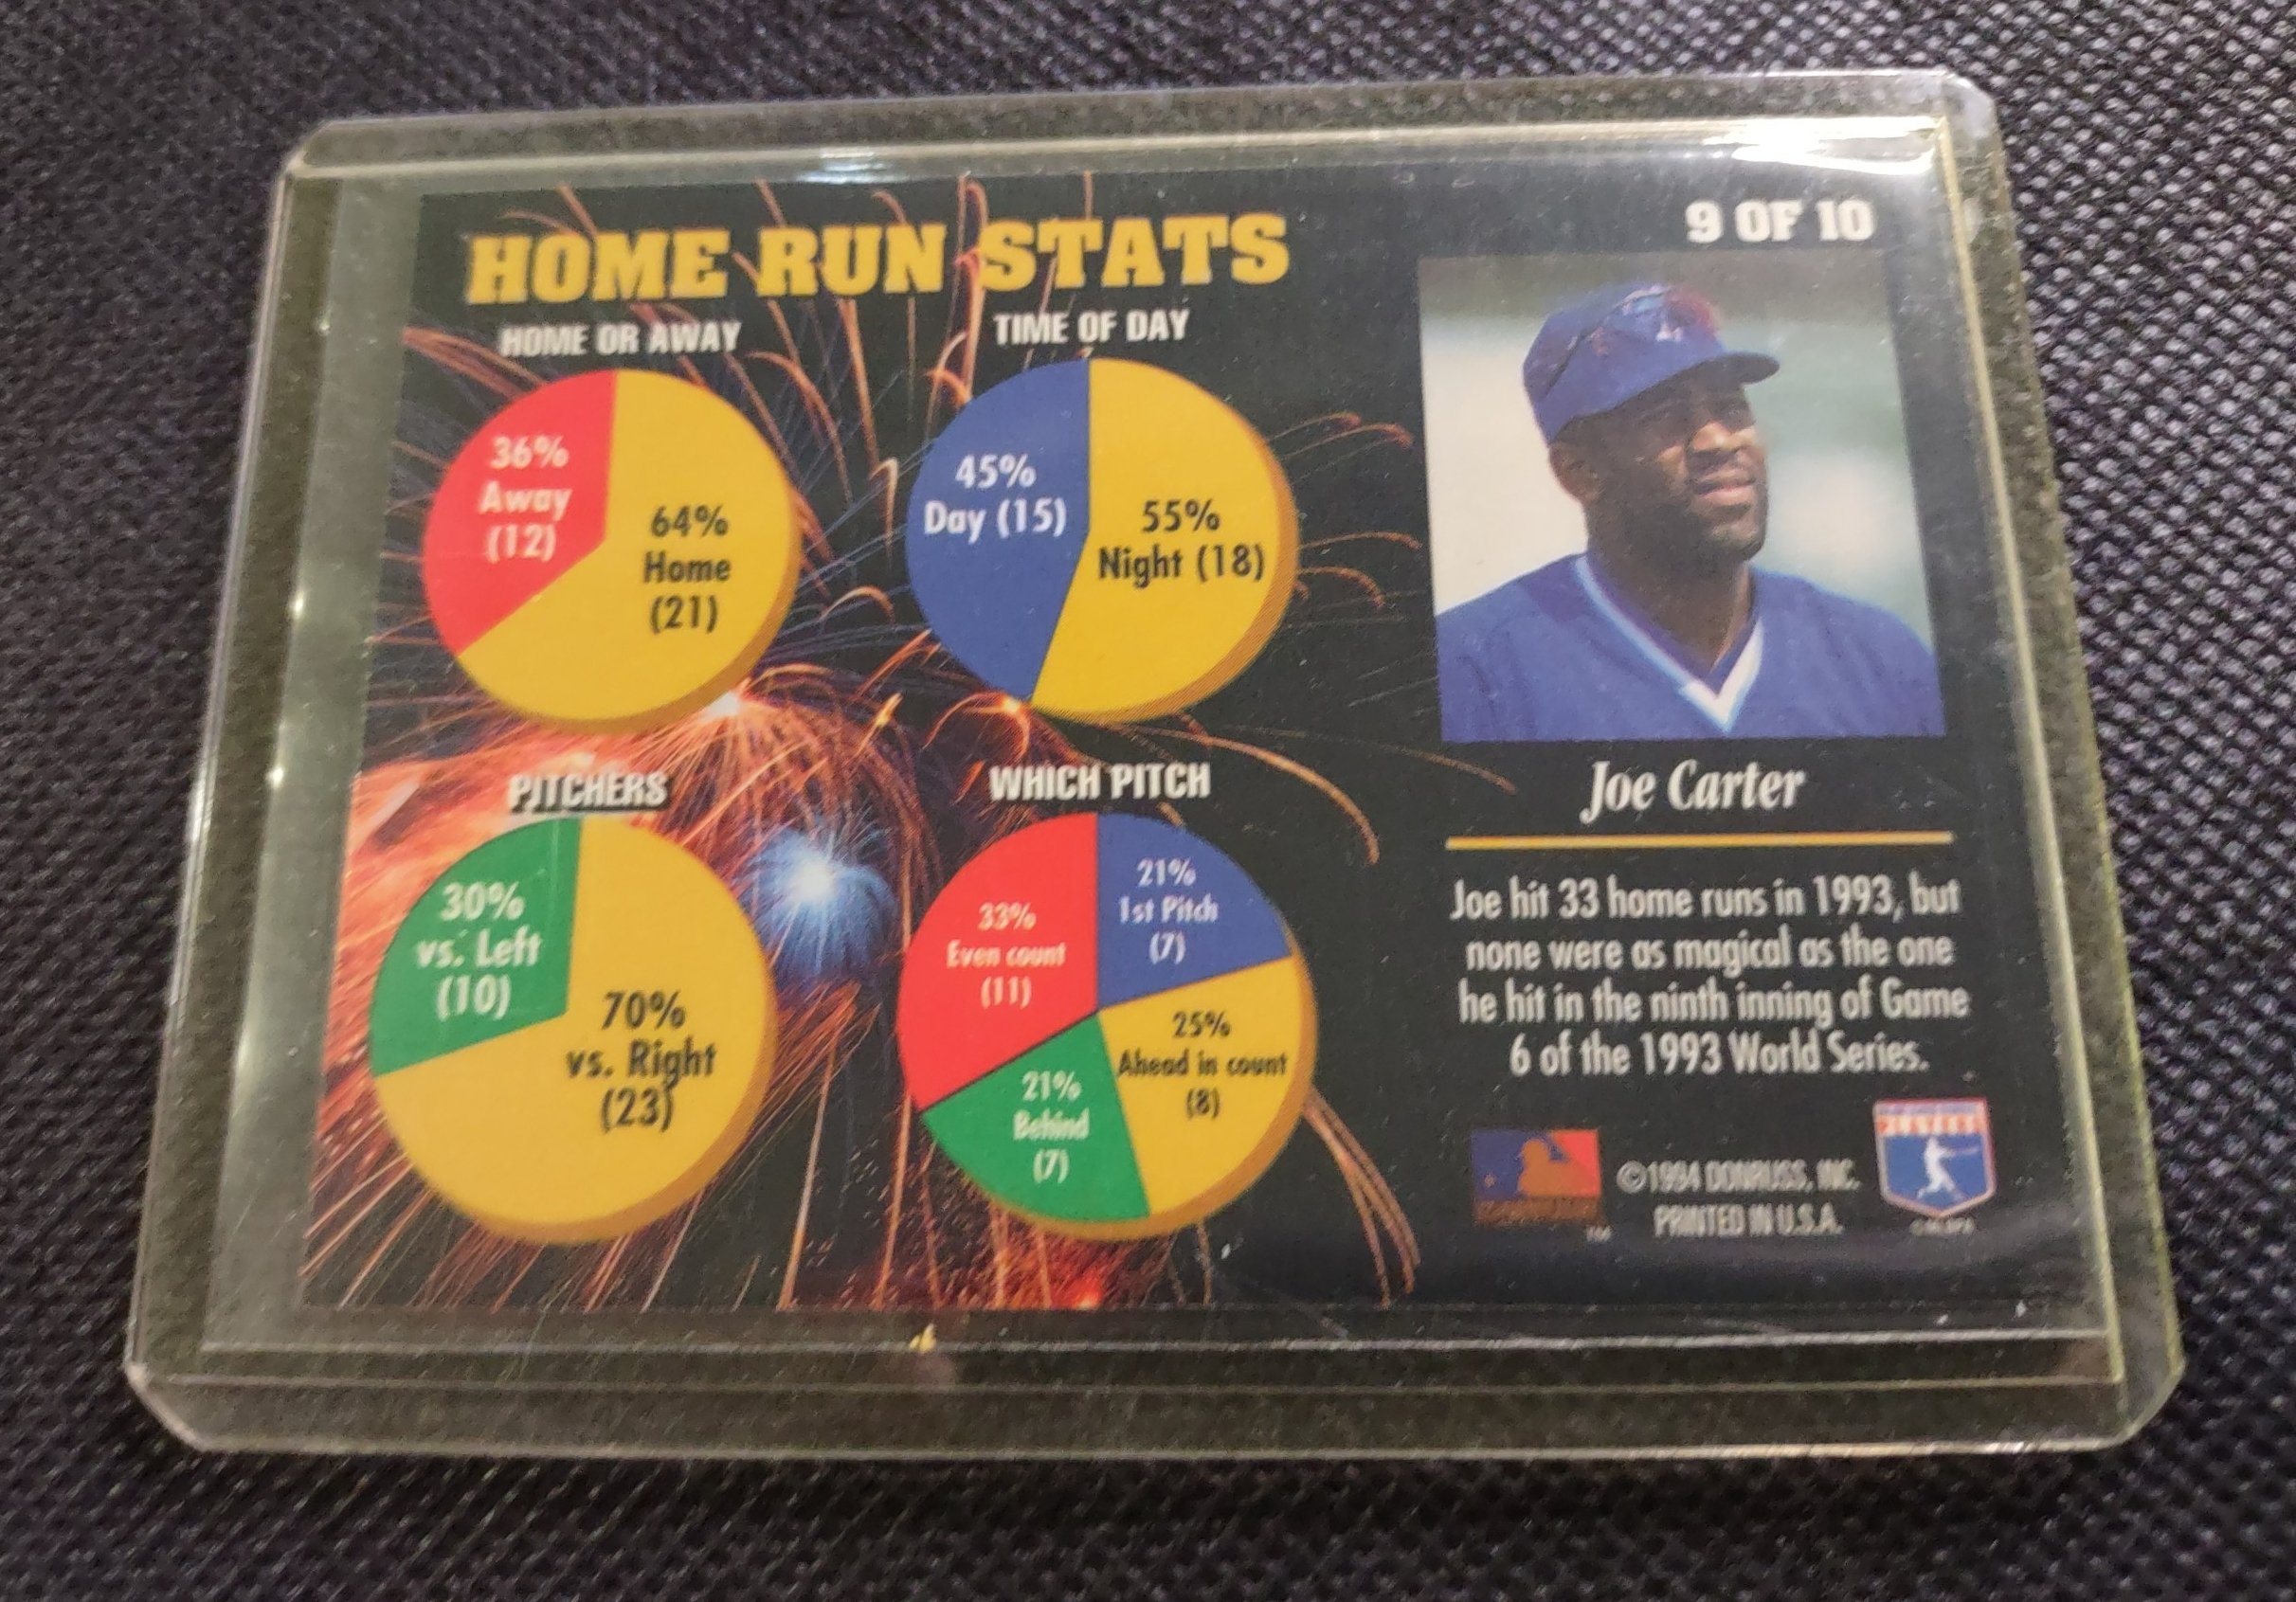 HOME RUN STATS
9 OF 10
HOME OR AWAY
36%
Away
(12)
64%
Home
(21)
TIME OF DAY
45%
Day (15)
55%
Night (18)
PITCHERS
30%
vs. Left
(10)
70%
vs. Right
(23)
WHICH PITCH
33%
Even count
(11)
21%
1st Pitch
(7)
25%
Ahead in count
(8)
21%
Behind
(7)
Joe Carter
Joe hit 33 home runs in 1993, but
none were as magical as the one
he hit in the ninth inning of Game
6 of the 1993 World Series.
©1994 DONRUSS, INC.
PRINTED IN U.S.A.
TM